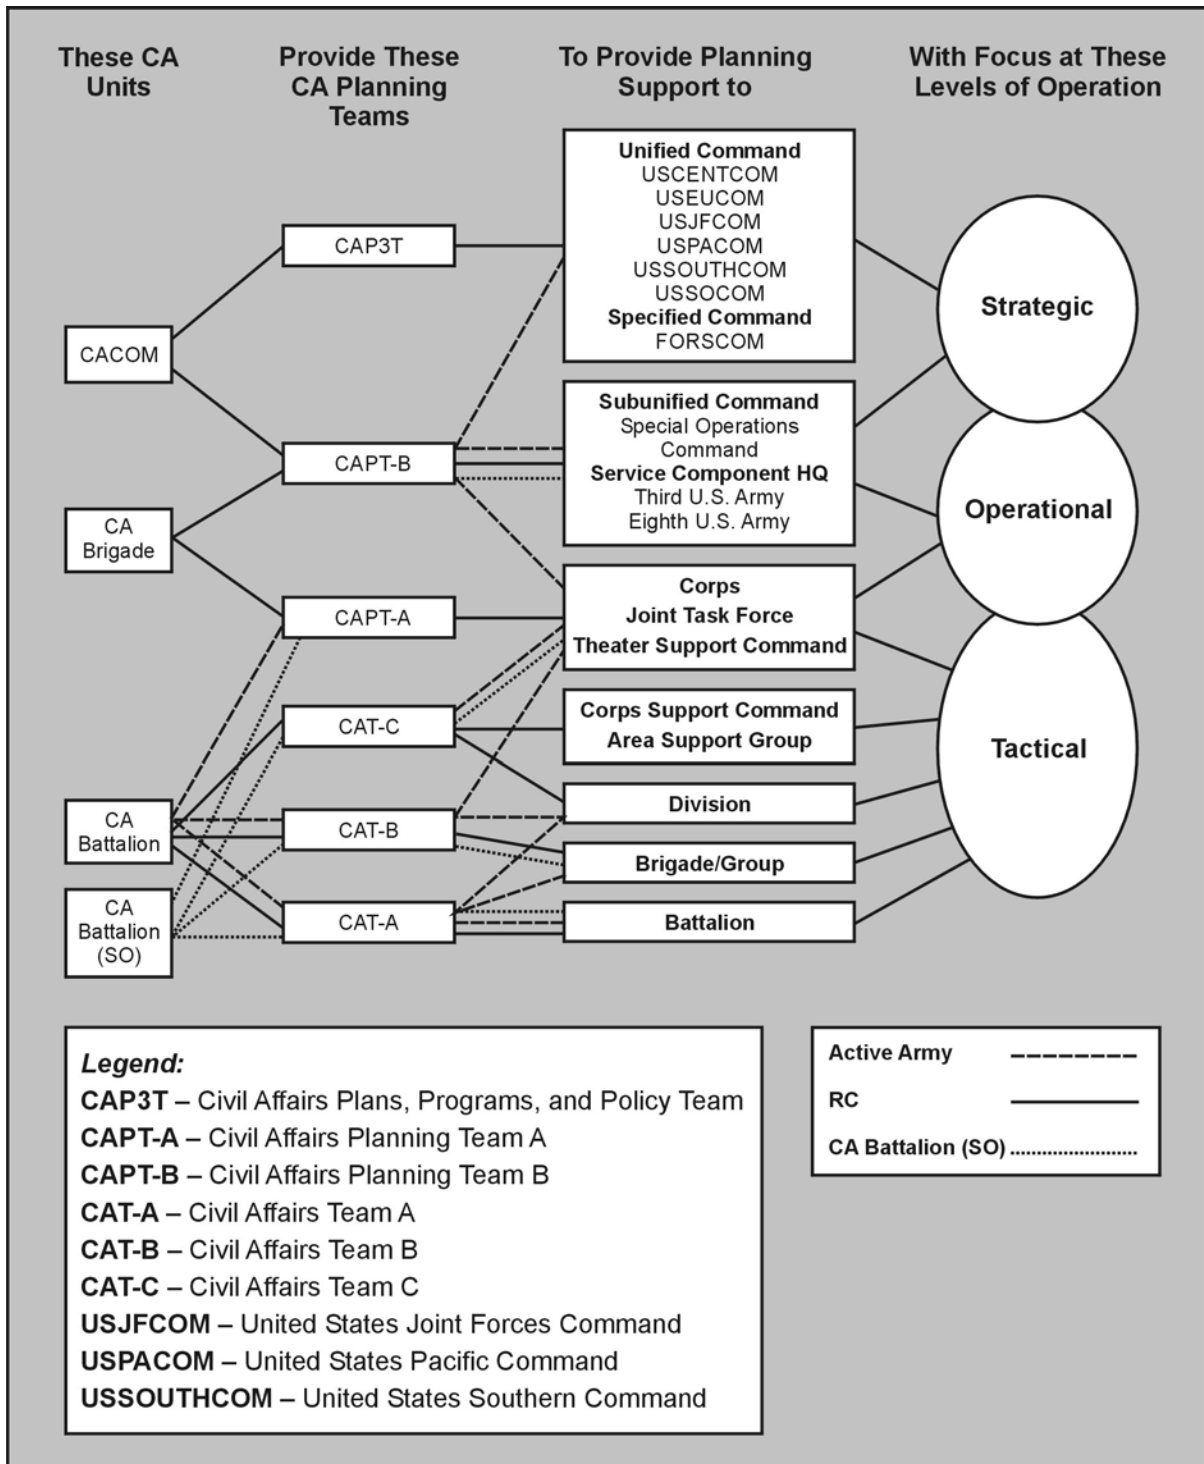 These CA
Units
Provide These
CA Planning
Teams
To Provide Planning
Support to
With Focus at These
Levels of Operation
CACOM
CA
Brigade
CA
Battalion
CA
Battalion
(SO)
CAP3T
CAPT-B
CAPT-A
CAT-C
CAT-B
CAT-A
Unified Command
USCENTCOM
USEUCOM
USJFCOM
USPACOM
USSOUTHCOM
USSOCOM
Specified Command
FORSCOM
Subunified Command
Special Operations
Command
Service Component HQ
Third U.S. Army
Eighth U.S. Army
Corps
Joint Task Force
Theater Support Command
Corps Support Command
Area Support Group
Division
Brigade/Group
Battalion
Strategic
Operational
Tactical
Legend:
CAP3T – Civil Affairs Plans, Programs, and Policy Team
CAPT-A – Civil Affairs Planning Team A
CAPT-B – Civil Affairs Planning Team B
CAT-A – Civil Affairs Team A
CAT-B – Civil Affairs Team B
CAT-C – Civil Affairs Team C
USJFCOM – United States Joint Forces Command
USPACOM – United States Pacific Command
USSOUTHCOM – United States Southern Command
Active Army
RC
CA Battalion (SO)